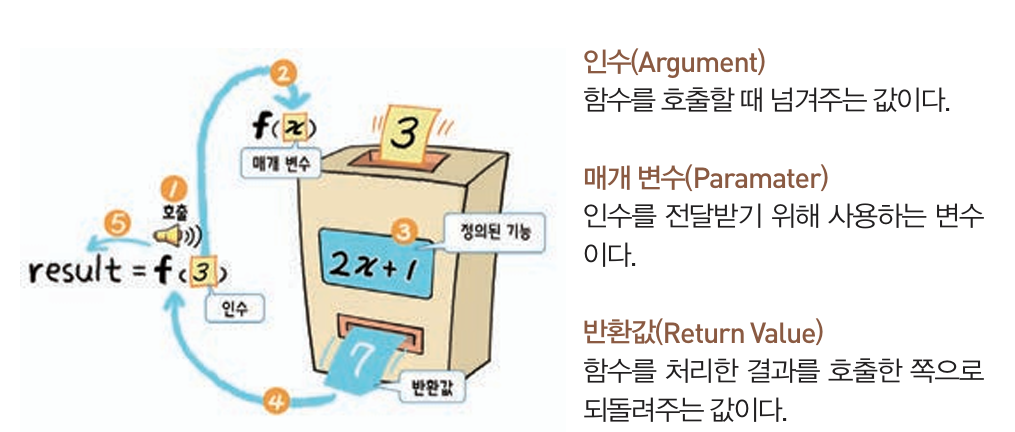 2
f(x)
매개 변수
3
1
호출
5
result = f(3)
인수
3
정의된 기능
2x+1
7
반환값
4
인수(Argument)
함수를 호출할 때 넘겨주는 값이다.
매개 변수(Paramater)
인수를 전달받기 위해 사용하는 변수
이다.
반환값(Return Value)
함수를 처리한 결과를 호출한 쪽으로
되돌려주는 값이다.